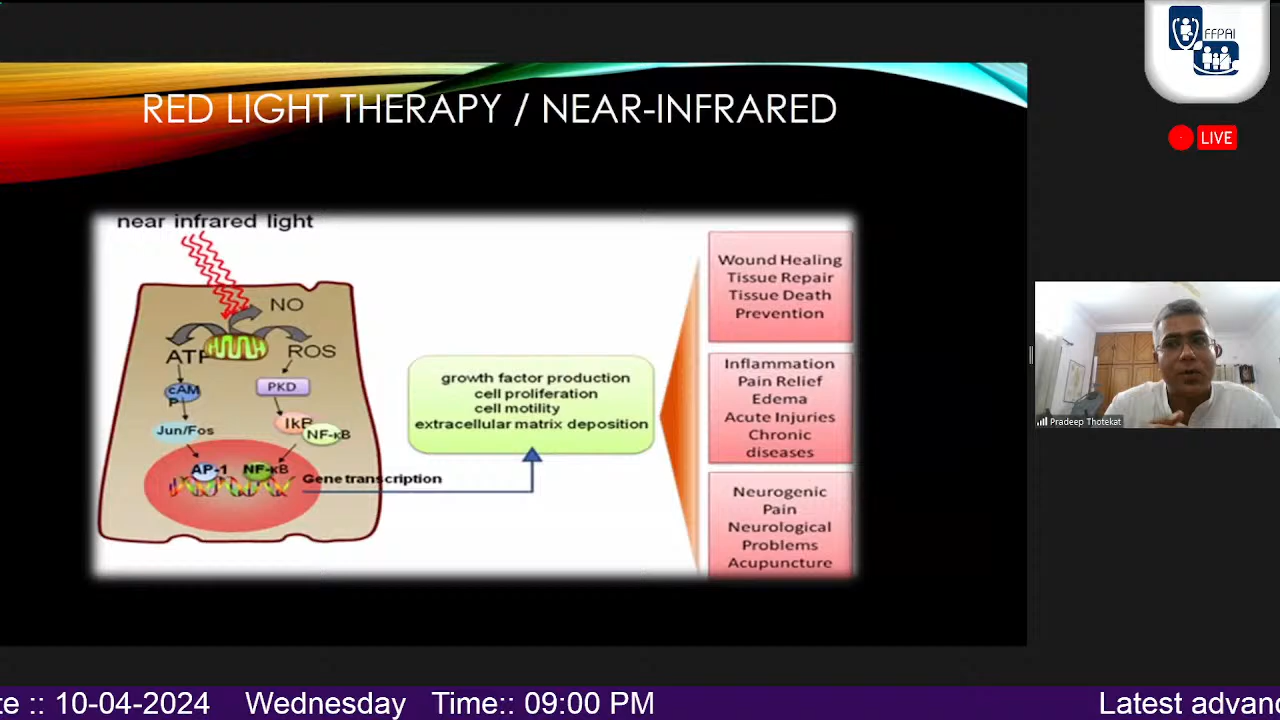 FFPAI
LIVE
RED LIGHT THERAPY / NEAR-INFRARED
near infrared light
NO
ATP
ROS
cAM
P
PKD
Jun/Fos
IκB
NF-κB
AP-1
NF-κB
Gene transcription
growth factor production
cell proliferation
cell motility
extracellular matrix deposition
Wound Healing
Tissue Repair
Tissue Death
Prevention
Inflammation
Pain Relief
Edema
Acute Injuries
Chronic
diseases
Neurogenic
Pain
Neurological
Problems
Acupuncture
Pradeep Thotekat
te :: 10-04-2024 Wednesday Time:: 09:00 PM
Latest advanc